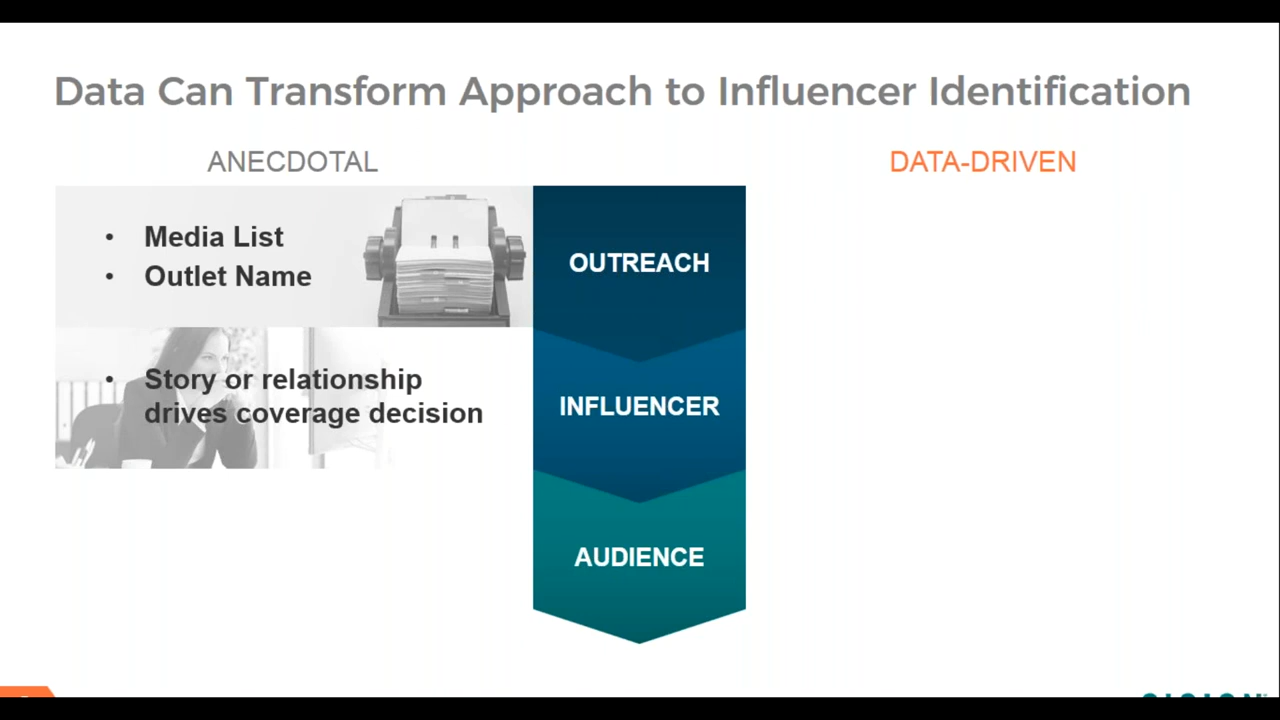 Data Can Transform Approach to Influencer Identification
ANECDOTAL
DATA-DRIVEN
• Media List
• Outlet Name
OUTREACH
• Story or relationship
drives coverage decision
INFLUENCER
AUDIENCE